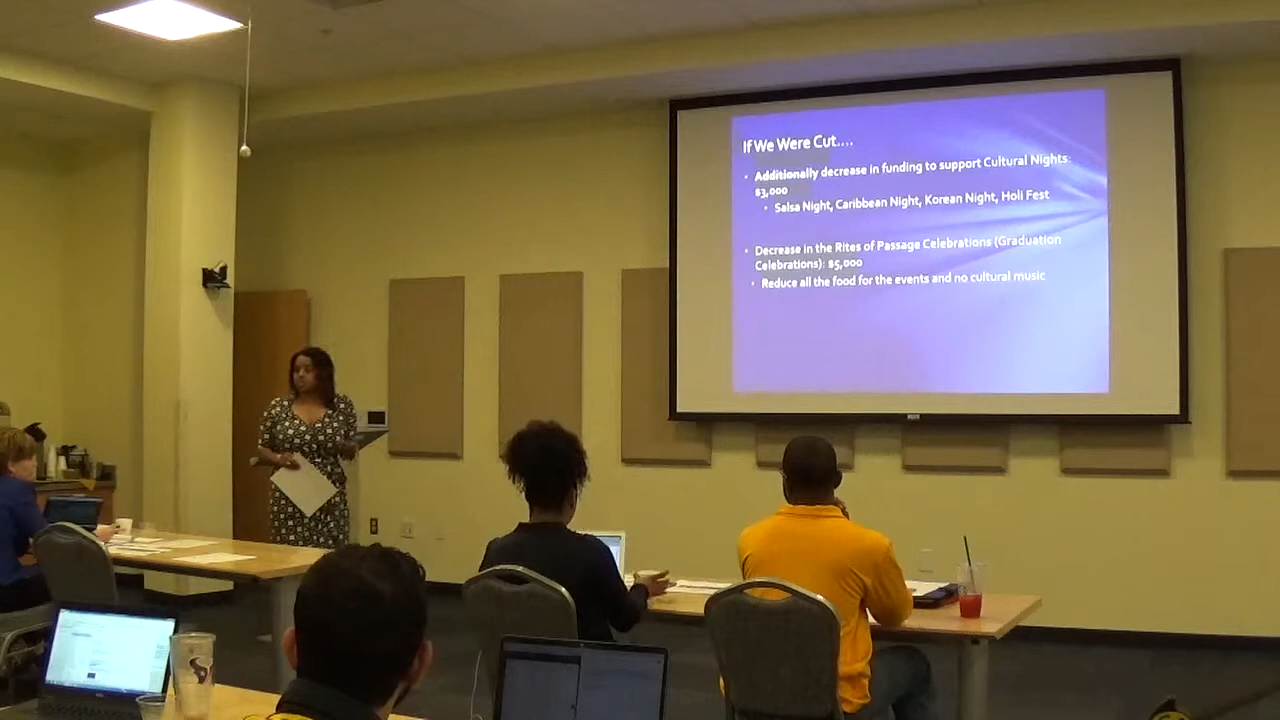 If We Were Cut....
• Additionally decrease in funding to support Cultural Nights:
$3,000
• Salsa Night, Caribbean Night, Korean Night, Holi Fest
• Decrease in the Rites of Passage Celebrations (Graduation
Celebrations): $5,000
• Reduce all the food for the events and no cultural music